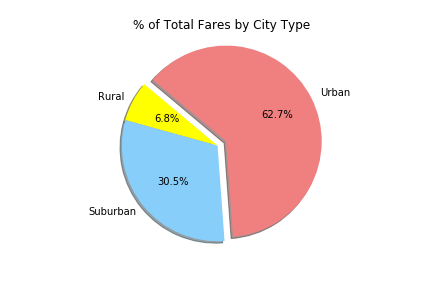 % of Total Fares by City Type
Urban
Rural
62.7%
6.8%
30.5%
Suburban